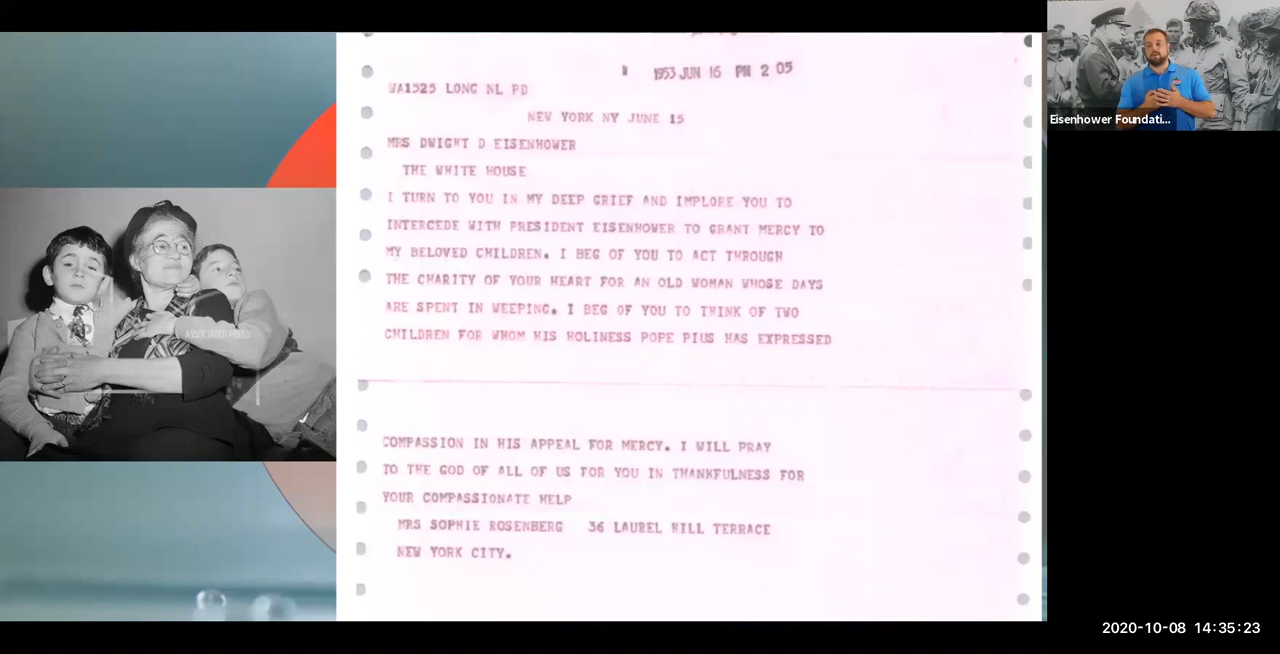 1953 JUN 16 PM 2 05
WA1525 LONG NL PD
NEW YORK NY JUNE 15
MRS DWIGHT D EISENHOWER
THE WHITE HOUSE
I TURN TO YOU IN MY DEEP GRIEF AND IMPLORE YOU TO
INTERCEDE WITH PRESIDENT EISENHOWER TO GRANT MERCY TO
MY BELOVED CHILDREN. I BEG OF YOU TO ACT THROUGH
THE CHARITY OF YOUR HEART FOR AN OLD WOMAN WHOSE DAYS
ARE SPENT IN WEEPING. I BEG OF YOU TO THINK OF TWO
CHILDREN FOR WHOM HIS HOLINESS POPE PIUS HAS EXPRESSED
COMPASSION IN HIS APPEAL FOR MERCY. I WILL PRAY
TO THE GOD OF ALL OF US FOR YOU IN THANKFULNESS FOR
YOUR COMPASSIONATE HELP
MRS SOPHIE ROSENBERG 36 LAUREL HILL TERRACE
NEW YORK CITY.
ASSOCIATED PRESS
Eisenhower Foundati...
2020-10-08 14:35:23